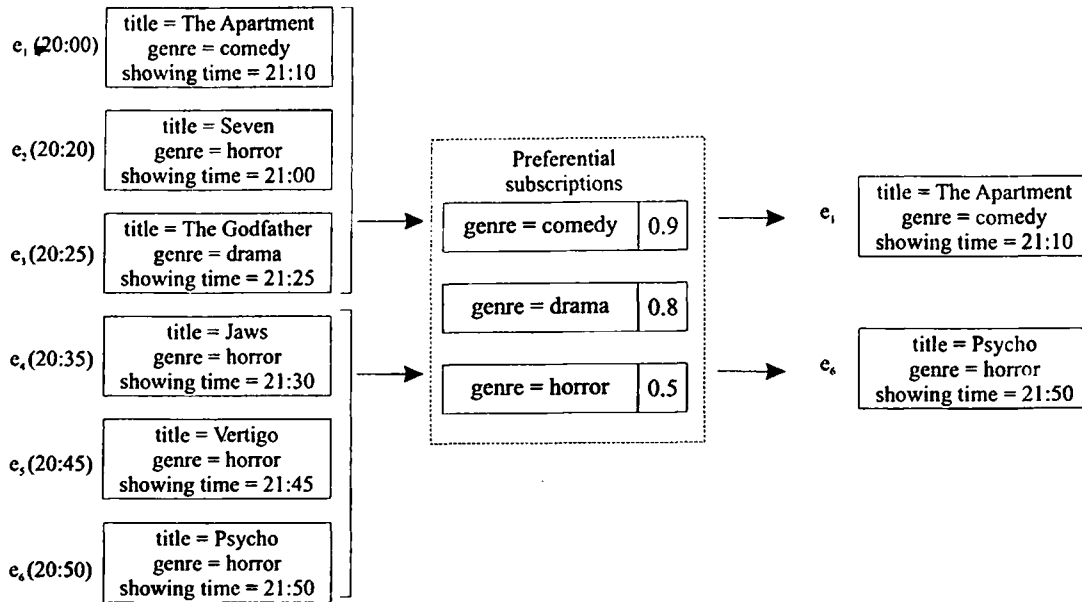 e₁ (20:00)
title = The Apartment
genre = comedy
showing time = 21:10
e₂ (20:20)
title = Seven
genre = horror
showing time = 21:00
e₃ (20:25)
title = The Godfather
genre = drama
showing time = 21:25
e₄ (20:35)
title = Jaws
genre = horror
showing time = 21:30
e₅ (20:45)
title = Vertigo
genre = horror
showing time = 21:45
e₆ (20:50)
title = Psycho
genre = horror
showing time = 21:50
Preferential
subscriptions
genre = comedy 0.9
genre = drama 0.8
genre = horror 0.5
e₁
title = The Apartment
genre = comedy
showing time = 21:10
e₆
title = Psycho
genre = horror
showing time = 21:50